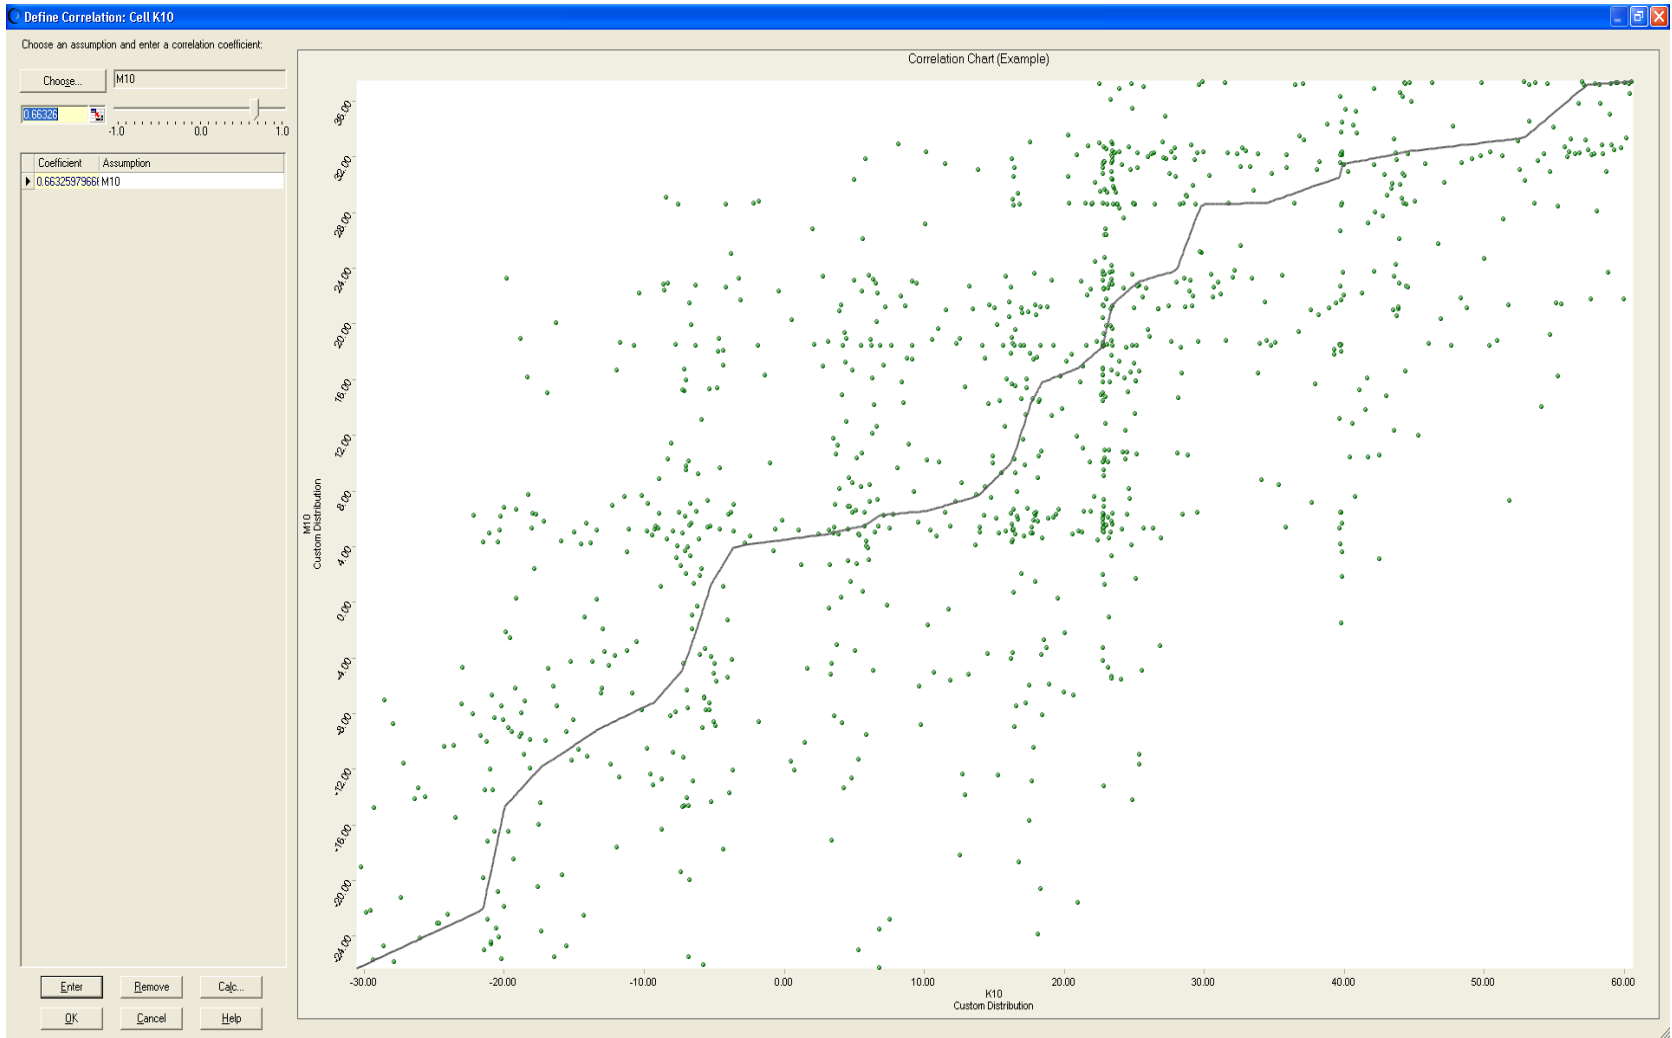 Define Correlation: Cell K10
Choose an assumption and enter a correlation coefficient:
Choose...
M10
0.66326
-1.0 0.0 1.0
Coefficient Assumption
0.6632597966 M10
Enter Remove Calc...
OK Cancel Help
Correlation Chart (Example)
36.00
32.00
28.00
24.00
20.00
16.00
12.00
8.00
4.00
0.00
-4.00
-8.00
-12.00
-16.00
-20.00
-24.00
M10
Custom Distribution
-30.00 -20.00 -10.00 0.00 10.00 20.00 30.00 40.00 50.00 60.00
K10
Custom Distribution